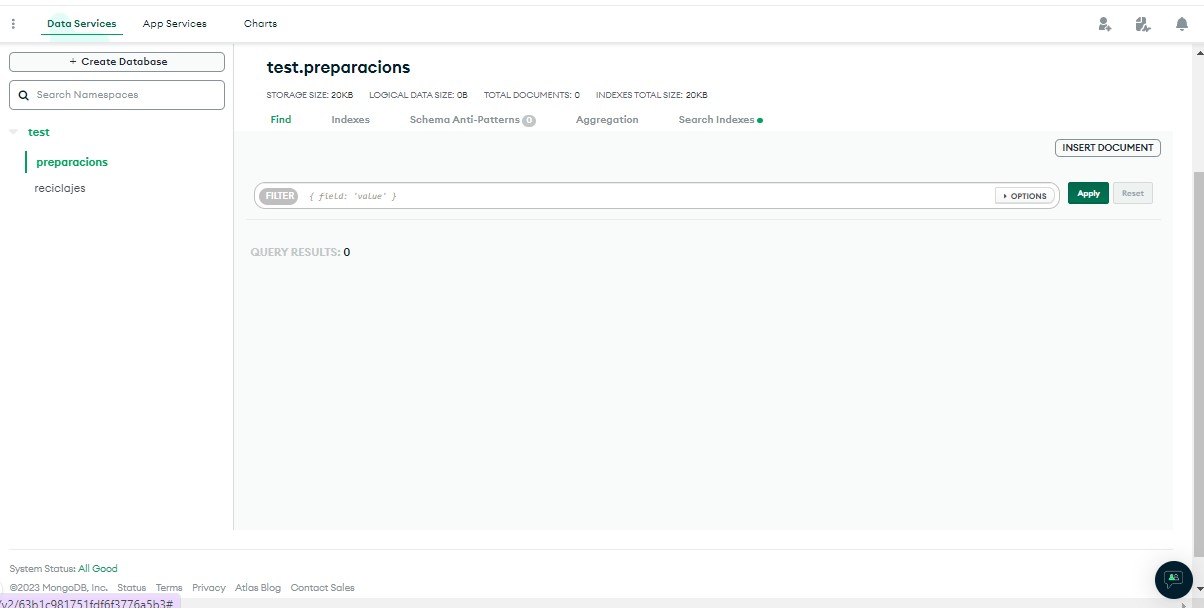 Data Services App Services Charts
+ Create Database
Search Namespaces
test
preparacions
reciclajes
test.preparacions
STORAGE SIZE: 20KB LOGICAL DATA SIZE: 0B TOTAL DOCUMENTS: 0 INDEXES TOTAL SIZE: 20KB
Find Indexes Schema Anti-Patterns 0 Aggregation Search Indexes
INSERT DOCUMENT
FILTER { field: 'value' } OPTIONS Apply Reset
QUERY RESULTS: 0
System Status: All Good
©2023 MongoDB, Inc. Status Terms Privacy Atlas Blog Contact Sales
/v2/63b1c981751fdf6f3776a5b3#